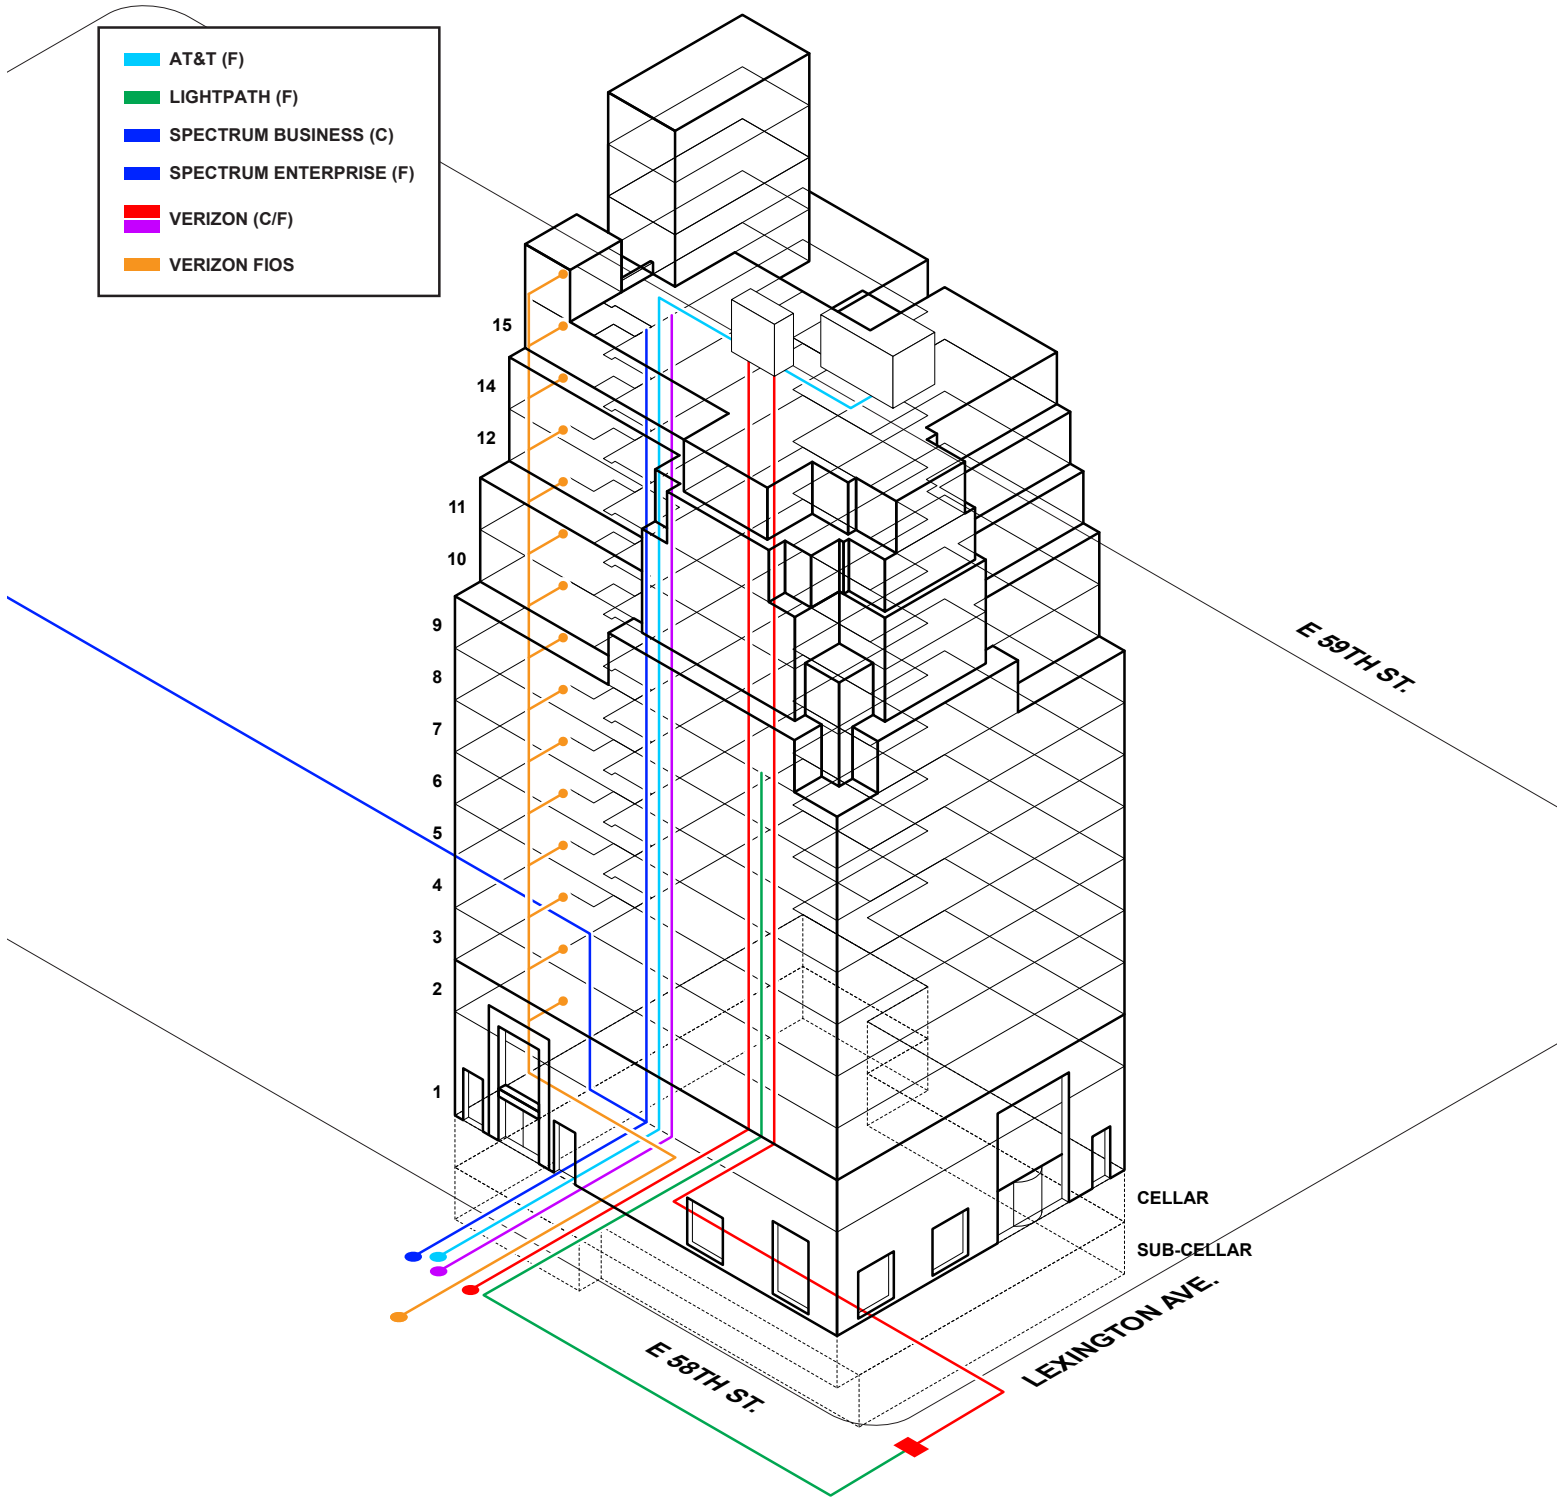 AT&T (F)
LIGHTPATH (F)
SPECTRUM BUSINESS (C)
SPECTRUM ENTERPRISE (F)
VERIZON (C/F)
VERIZON FIOS
15
14
12
11
10
9
8
7
6
5
4
3
2
1
E 59TH ST.
CELLAR
SUB-CELLAR
LEXINGTON AVE.
E 58TH ST.